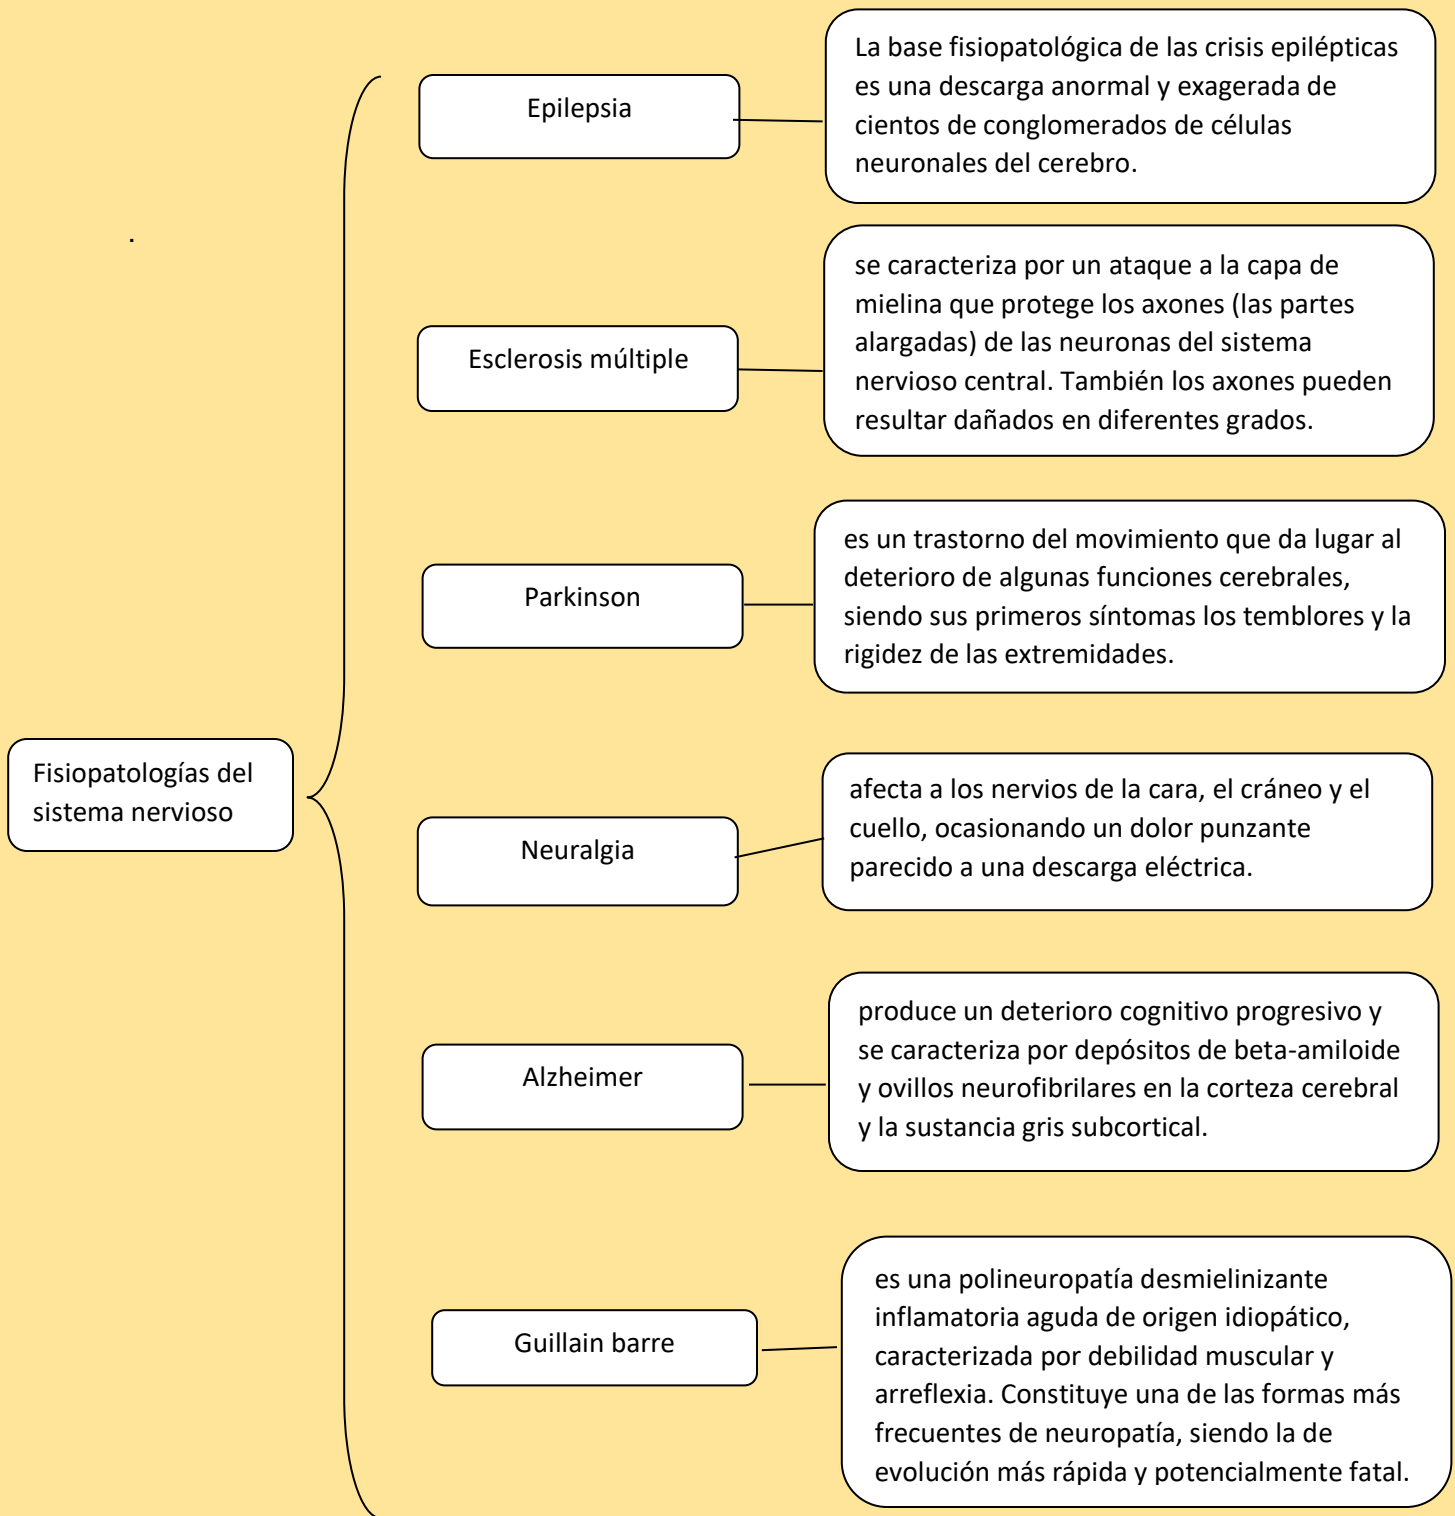 Fisiopatologías del
sistema nervioso
Epilepsia
La base fisiopatológica de las crisis epilépticas
es una descarga anormal y exagerada de
cientos de conglomerados de células
neuronales del cerebro.
.
Esclerosis múltiple
se caracteriza por un ataque a la capa de
mielina que protege los axones (las partes
alargadas) de las neuronas del sistema
nervioso central. También los axones pueden
resultar dañados en diferentes grados.
Parkinson
es un trastorno del movimiento que da lugar al
deterioro de algunas funciones cerebrales,
siendo sus primeros síntomas los temblores y la
rigidez de las extremidades.
Neuralgia
afecta a los nervios de la cara, el cráneo y el
cuello, ocasionando un dolor punzante
parecido a una descarga eléctrica.
Alzheimer
produce un deterioro cognitivo progresivo y
se caracteriza por depósitos de beta-amiloide
y ovillos neurofibrilares en la corteza cerebral
y la sustancia gris subcortical.
Guillain barre
es una polineuropatía desmielinizante
inflamatoria aguda de origen idiopático,
caracterizada por debilidad muscular y
arreflexia. Constituye una de las formas más
frecuentes de neuropatía, siendo la de
evolución más rápida y potencialmente fatal.